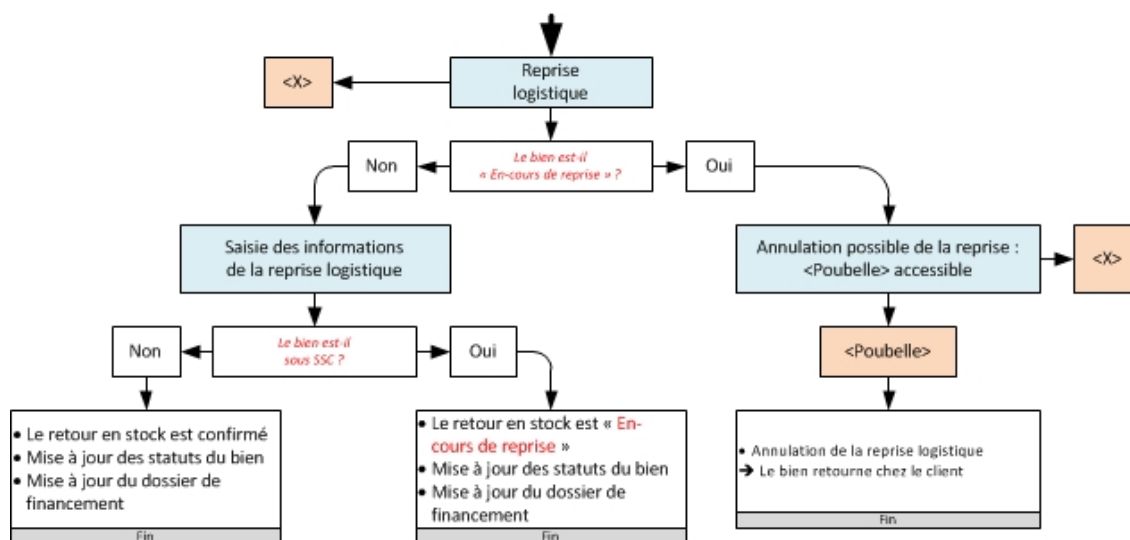 Reprise
logistique
<X>
Non
Le bien est-il
« En-cours de reprise » ?
Oui
Saisie des informations
de la reprise logistique
Annulation possible de la reprise :
<Poubelle> accessible
<X>
Non
Le bien est-il
sous SSC ?
Oui
<Poubelle>
• Le retour en stock est confirmé
• Mise à jour des statuts du bien
• Mise à jour du dossier de
financement
Fin
• Le retour en stock est « En-
cours de reprise »
• Mise à jour des statuts du bien
• Mise à jour du dossier de
financement
Fin
• Annulation de la reprise logistique
➔ Le bien retourne chez le client
Fin